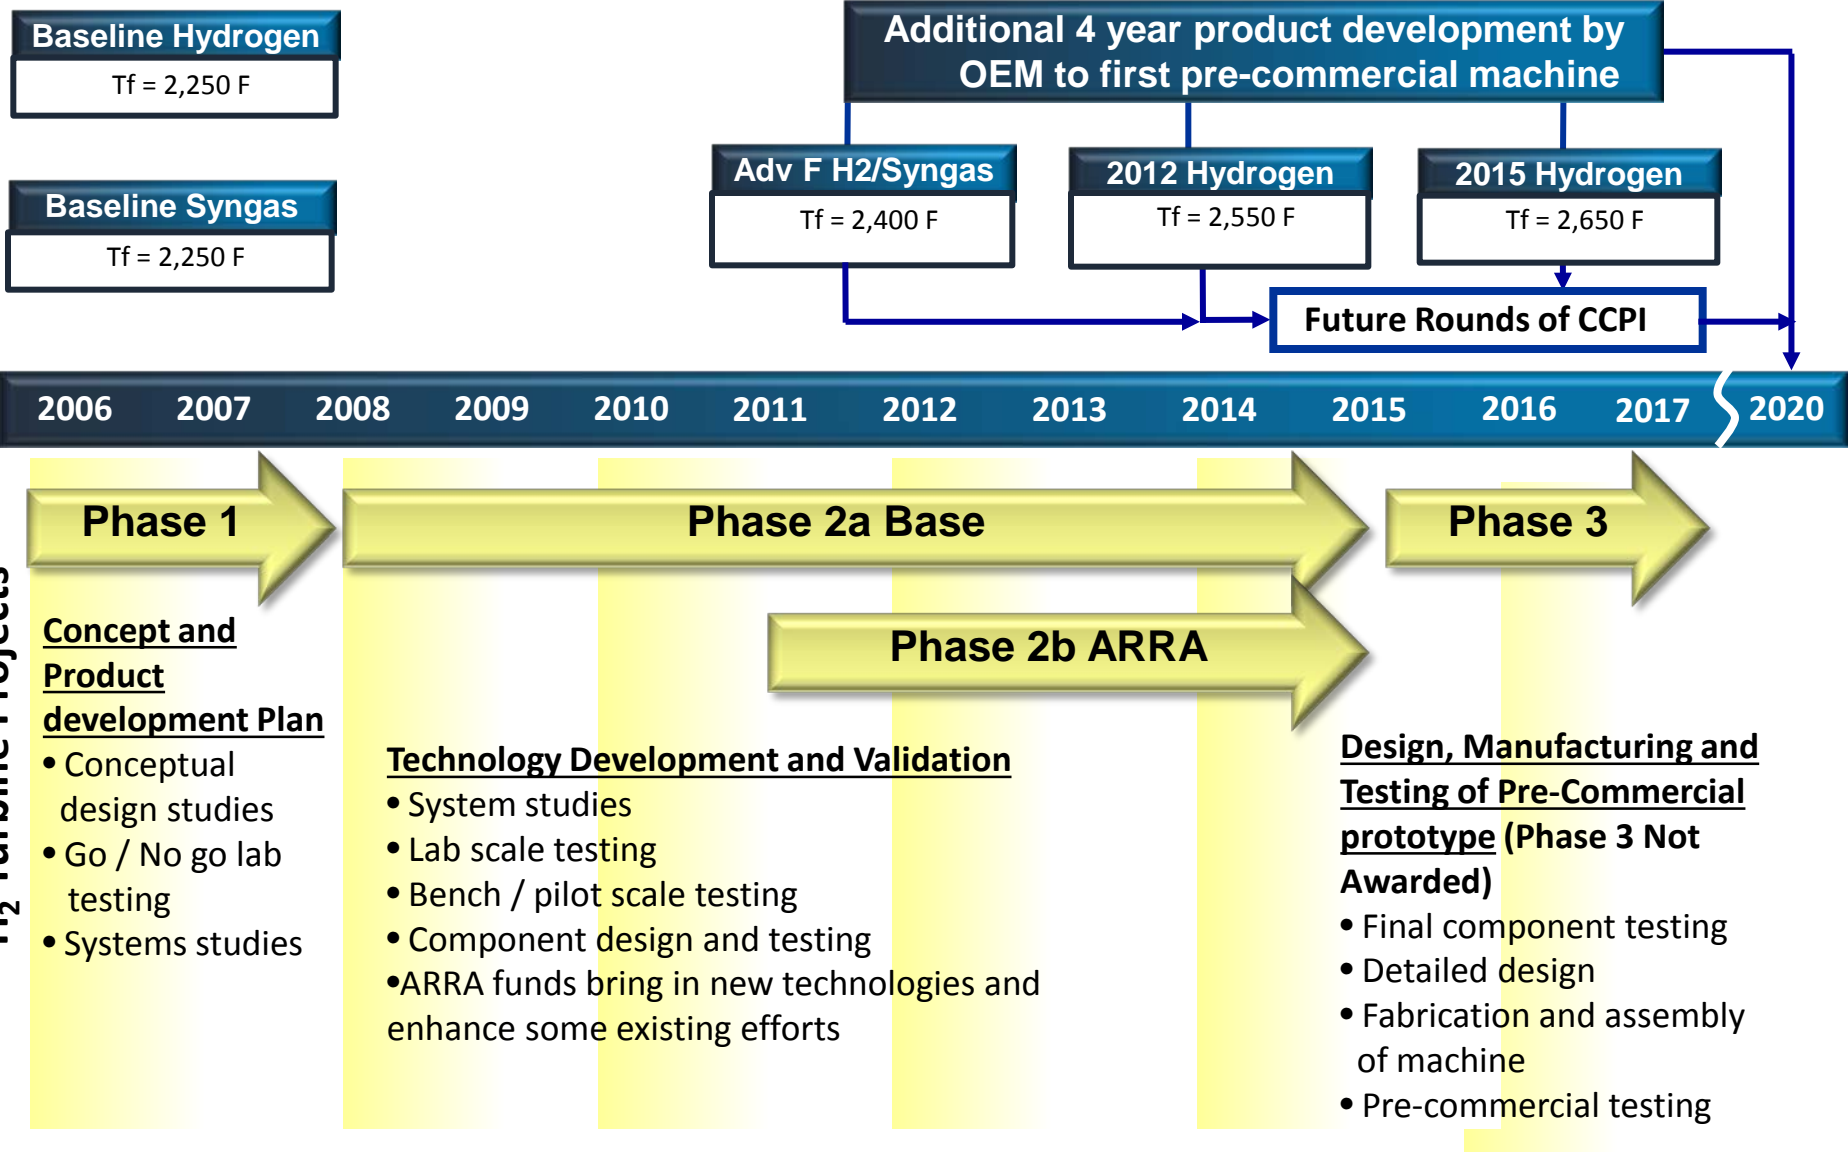 Baseline Hydrogen
Tf = 2,250 F
Baseline Syngas
Tf = 2,250 F
Additional 4 year product development by
OEM to first pre-commercial machine
Adv F H2/Syngas
Tf = 2,400 F
2012 Hydrogen
Tf = 2,550 F
2015 Hydrogen
Tf = 2,650 F
Future Rounds of CCPI
2006 2007 2008 2009 2010 2011 2012 2013 2014 2015 2016 2017 2020
Phase 1
Phase 2a Base
Phase 3
Phase 2b ARRA
H₂ Turbine Projects
Concept and
Product
development Plan
• Conceptual
design studies
• Go / No go lab
testing
• Systems studies
Technology Development and Validation
• System studies
• Lab scale testing
• Bench / pilot scale testing
• Component design and testing
•ARRA funds bring in new technologies and
enhance some existing efforts
Design, Manufacturing and
Testing of Pre-Commercial
prototype (Phase 3 Not
Awarded)
• Final component testing
• Detailed design
• Fabrication and assembly
of machine
• Pre-commercial testing